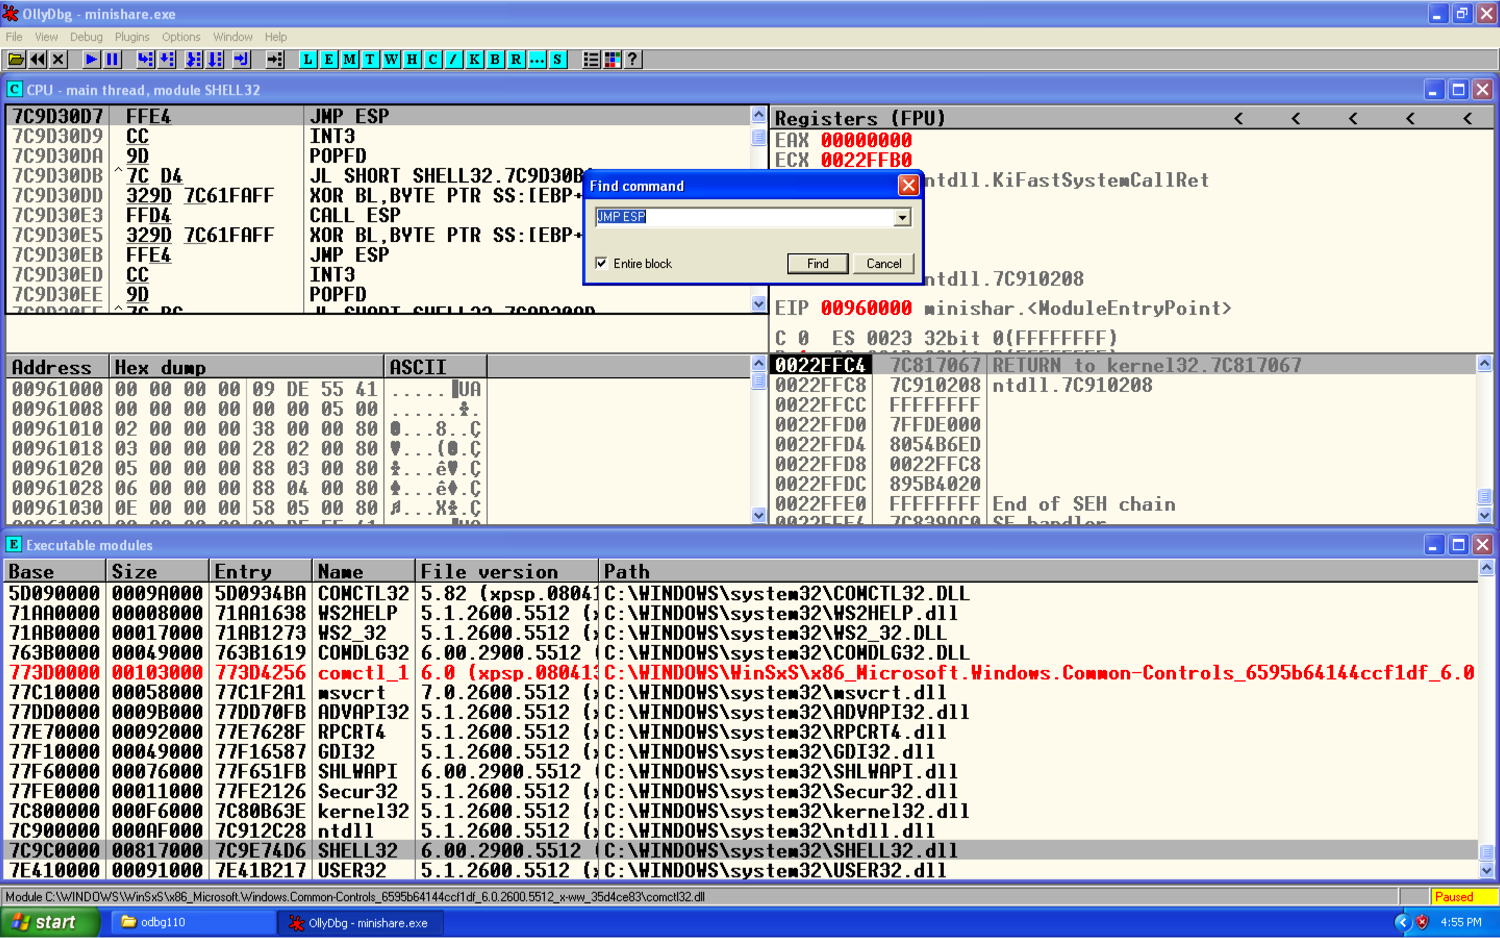 OllyDbg - minishare.exe
File View Debug Plugins Options Window Help
L E M T W H C / K B R ... S ?
C CPU - main thread, module SHELL32
7C9D30D7 FFE4 JMP ESP
7C9D30D9 CC INT3
7C9D30DA 9D POPFD
7C9D30DB ^ 7C D4 JL SHORT SHELL32.7C9D30B
7C9D30DD 329D 7C61FAFF XOR BL,BYTE PTR SS:[EBP+
7C9D30E3 FFD4 CALL ESP
7C9D30E5 329D 7C61FAFF XOR BL,BYTE PTR SS:[EBP+
7C9D30EB FFE4 JMP ESP
7C9D30ED CC INT3
7C9D30EE 9D POPFD
Registers (FPU) < < < < <
EAX 00000000
ECX 0022FFB0
ntdll.KiFastSystemCallRet
ntdll.7C910208
EIP 00960000 minishar.<ModuleEntryPoint>
C 0 ES 0023 32bit 0(FFFFFFFF)
Find command
JMP ESP
Entire block Find Cancel
Address Hex dump ASCII
00961000 00 00 00 00 09 DE 55 41 .....▐UA
00961008 00 00 00 00 00 00 05 00 ......♣.
00961010 02 00 00 00 38 00 00 80 ☻...8..Ç
00961018 03 00 00 00 28 02 00 80 ♥...(☻.Ç
00961020 05 00 00 00 88 03 00 80 ♣...ê♥.Ç
00961028 06 00 00 00 88 04 00 80 ♠...ê♦.Ç
00961030 0E 00 00 00 58 05 00 80 ♬...X♣.Ç
0022FFC4 7C817067 RETURN to kernel32.7C817067
0022FFC8 7C910208 ntdll.7C910208
0022FFCC FFFFFFFF
0022FFD0 7FFDE000
0022FFD4 8054B6ED
0022FFD8 0022FFC8
0022FFDC 895B4020
0022FFE0 FFFFFFFF End of SEH chain
0022FFE4 7C839AC0 SE handler
E Executable modules
Base Size Entry Name File version Path
5D090000 0009A000 5D0934BA COMCTL32 5.82 (xpsp.0804 C:\WINDOWS\system32\COMCTL32.DLL
71AA0000 00008000 71AA1638 WS2HELP 5.1.2600.5512 ( C:\WINDOWS\system32\WS2HELP.dll
71AB0000 00017000 71AB1273 WS2_32 5.1.2600.5512 ( C:\WINDOWS\system32\WS2_32.DLL
763B0000 00049000 763B1619 COMDLG32 6.00.2900.5512 C:\WINDOWS\system32\COMDLG32.DLL
773D0000 00103000 773D4256 comctl_1 6.0 (xpsp.08041 C:\WINDOWS\WinSxS\x86_Microsoft.Windows.Common-Controls_6595b64144ccf1df_6.0
77C10000 00058000 77C1F2A1 msvcrt 7.0.2600.5512 ( C:\WINDOWS\system32\msvcrt.dll
77DD0000 0009B000 77DD70FB ADVAPI32 5.1.2600.5512 ( C:\WINDOWS\system32\ADVAPI32.dll
77E70000 00092000 77E7628F RPCRT4 5.1.2600.5512 ( C:\WINDOWS\system32\RPCRT4.dll
77F10000 00049000 77F16587 GDI32 5.1.2600.5512 ( C:\WINDOWS\system32\GDI32.dll
77F60000 00076000 77F651FB SHLWAPI 6.00.2900.5512 ( C:\WINDOWS\system32\SHLWAPI.dll
77FE0000 00011000 77FE2126 Secur32 5.1.2600.5512 ( C:\WINDOWS\system32\Secur32.dll
7C800000 000F6000 7C80B63E kernel32 5.1.2600.5512 ( C:\WINDOWS\system32\kernel32.dll
7C900000 000AF000 7C912C28 ntdll 5.1.2600.5512 ( C:\WINDOWS\system32\ntdll.dll
7C9C0000 00817000 7C9E74D6 SHELL32 6.00.2900.5512 ( C:\WINDOWS\system32\SHELL32.dll
7E410000 00091000 7E41B217 USER32 5.1.2600.5512 ( C:\WINDOWS\system32\USER32.dll
Module C:\WINDOWS\WinSxS\x86_Microsoft.Windows.Common-Controls_6595b64144ccf1df_6.0.2600.5512_x-ww_35d4ce83\comctl32.dll Paused
start odbg110 OllyDbg - minishare.exe 4:55 PM